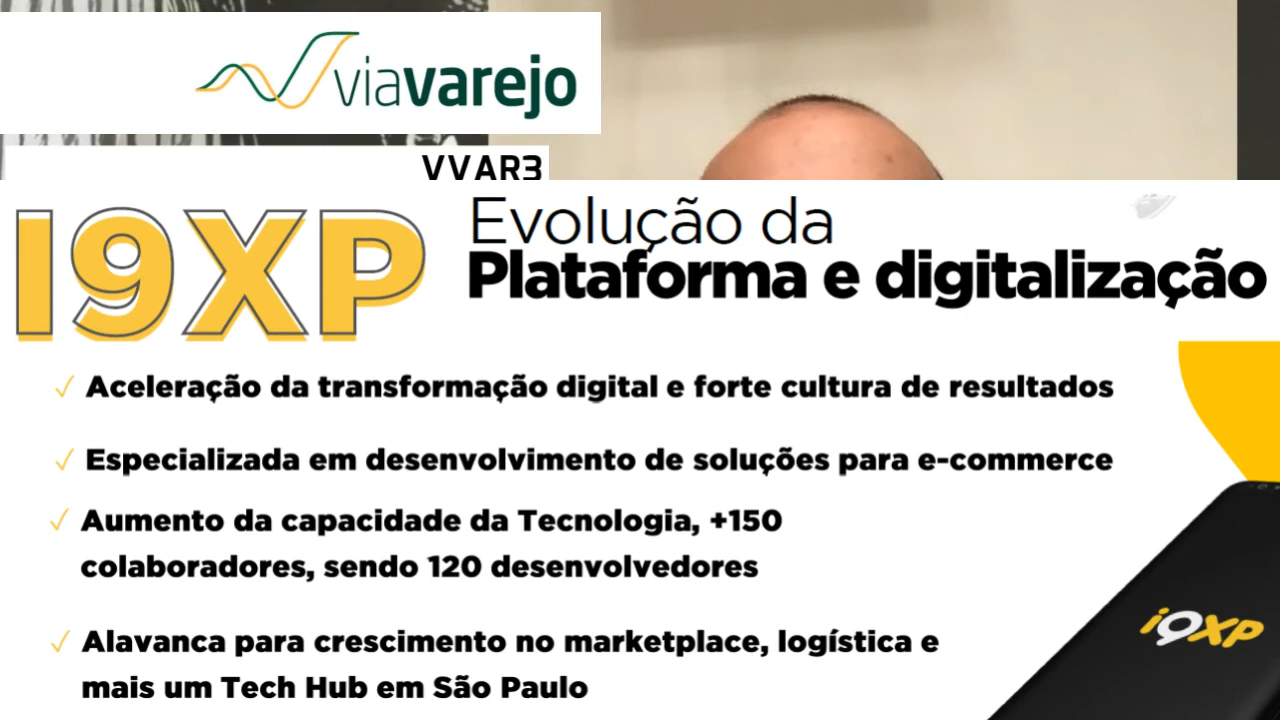 viavarejo
VVAR3
I9XP
Evolução da
Plataforma e digitalização
✓ Aceleração da transformação digital e forte cultura de resultados
✓ Especializada em desenvolvimento de soluções para e-commerce
✓ Aumento da capacidade da Tecnologia, +150
colaboradores, sendo 120 desenvolvedores
✓ Alavanca para crescimento no marketplace, logística e
mais um Tech Hub em São Paulo
i9XP